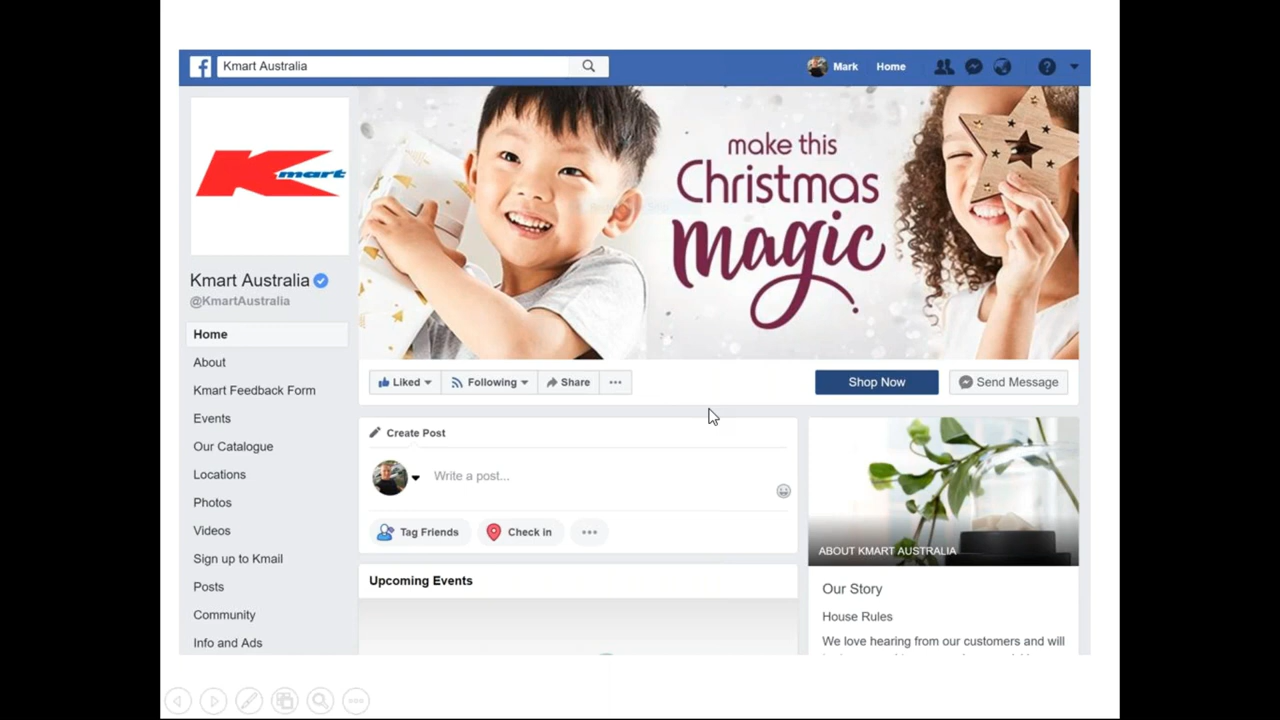 Kmart Australia
Mark
Home
Kmart
make this
Christmas
magic
Kmart Australia
@KmartAustralia
Home
About
Kmart Feedback Form
Events
Our Catalogue
Locations
Photos
Videos
Sign up to Kmail
Posts
Community
Info and Ads
Liked
Following
Share
Shop Now
Send Message
Create Post
Write a post...
Tag Friends
Check in
Upcoming Events
ABOUT KMART AUSTRALIA
Our Story
House Rules
We love hearing from our customers and will